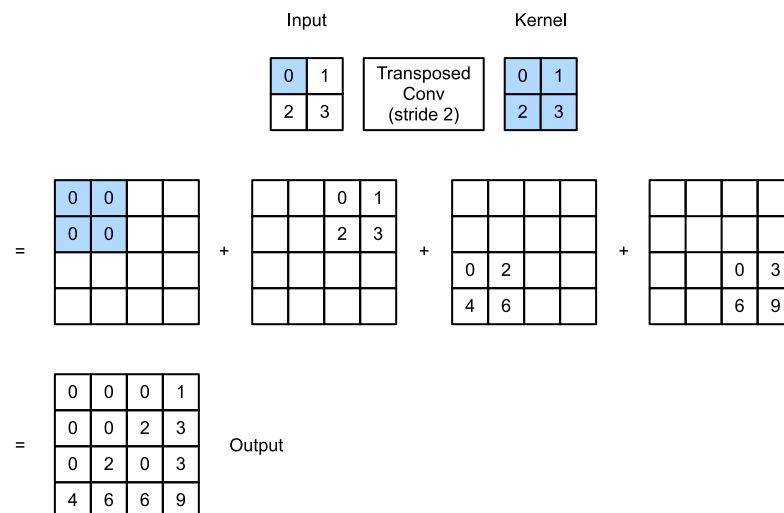 Input Kernel
0 1 Transposed Conv (stride 2) 0 1
2 3 2 3
0 0 0 1
0 0 2 3
= + + +
0 2 0 3
4 6 6 9
0 0 0 1
0 0 2 3
= Output
0 2 0 3
4 6 6 9